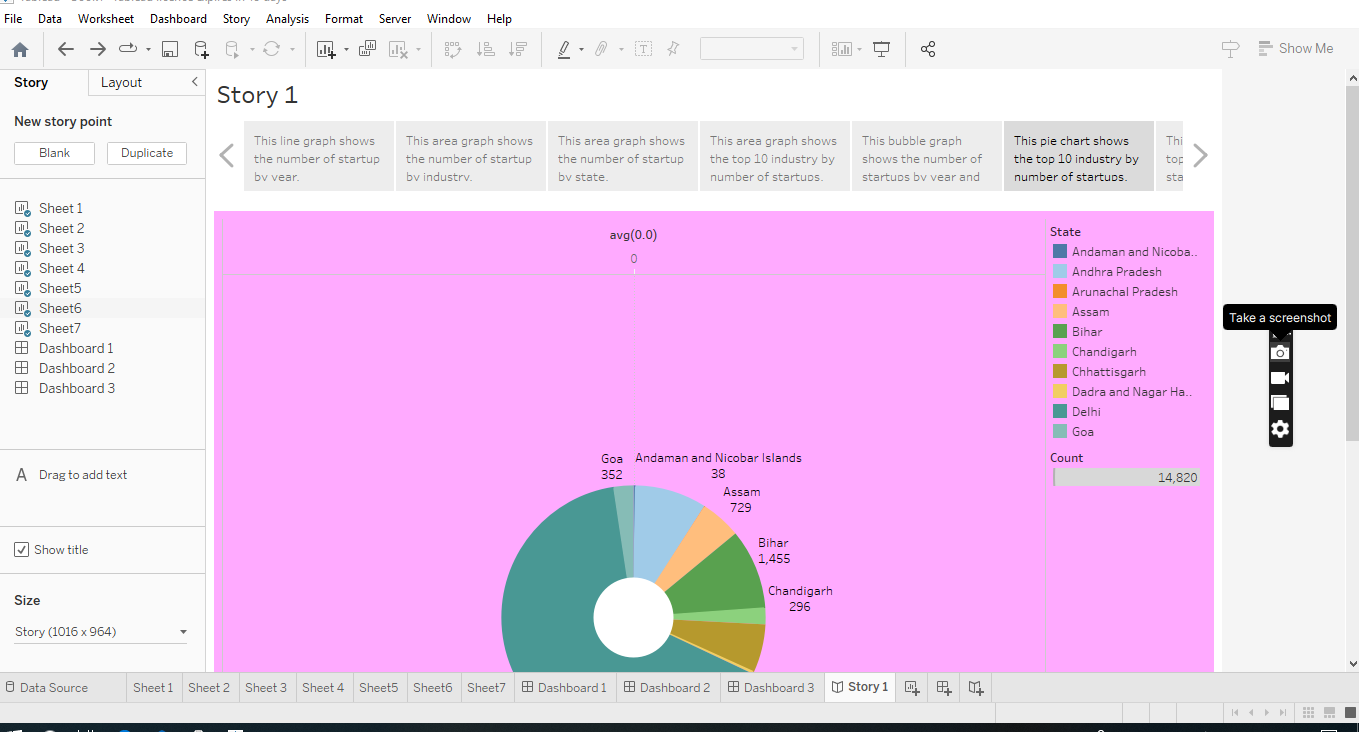 File Data Worksheet Dashboard Story Analysis Format Server Window Help
Show Me
Story Layout
New story point
Blank Duplicate
Sheet 1
Sheet 2
Sheet 3
Sheet 4
Sheet5
Sheet6
Sheet7
Dashboard 1
Dashboard 2
Dashboard 3
A Drag to add text
Show title
Size
Story (1016 x 964)
Story 1
This line graph shows
the number of startup
by year.
This area graph shows
the number of startup
by industry.
This area graph shows
the number of startup
by state.
This area graph shows
the top 10 industry by
number of startups.
This bubble graph
shows the number of
startups by year and
This pie chart shows
the top 10 industry by
number of startups.
avg(0.0)
0
Goa
352
Andaman and Nicobar Islands
38
Assam
729
Bihar
1,455
Chandigarh
296
State
Andaman and Nicoba..
Andhra Pradesh
Arunachal Pradesh
Assam
Bihar
Chandigarh
Chhattisgarh
Dadra and Nagar Ha..
Delhi
Goa
Count
14,820
Take a screenshot
Data Source Sheet 1 Sheet 2 Sheet 3 Sheet 4 Sheet5 Sheet6 Sheet7 Dashboard 1 Dashboard 2 Dashboard 3 Story 1